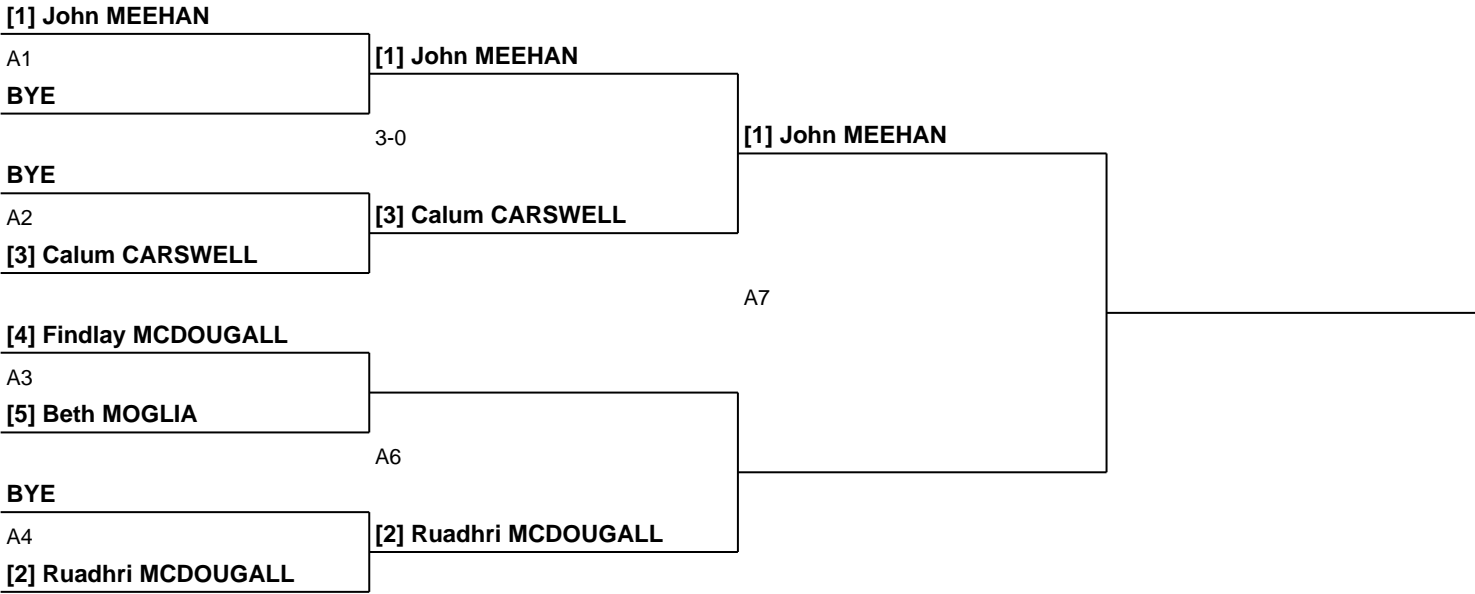 [1] John MEEHAN
A1
BYE
[1] John MEEHAN
3-0
BYE
A2
[3] Calum CARSWELL
[3] Calum CARSWELL
[1] John MEEHAN
A7
[4] Findlay MCDOUGALL
A3
[5] Beth MOGLIA
A6
BYE
A4
[2] Ruadhri MCDOUGALL
[2] Ruadhri MCDOUGALL